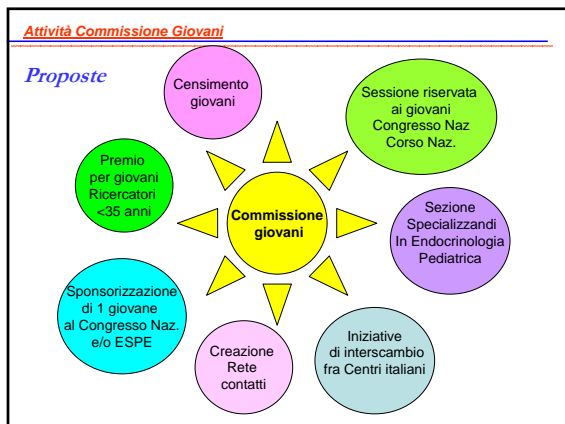 Attività Commissione Giovani
Proposte
Censimento
giovani
Sessione riservata
ai giovani
Congresso Naz
Corso Naz.
Premio
per giovani
Ricercatori
<35 anni
Commissione
giovani
Sezione
Specializzandi
In Endocrinologia
Pediatrica
Sponsorizzazione
di 1 giovane
al Congresso Naz.
e/o ESPE
Creazione
Rete
contatti
Iniziative
di interscambio
fra Centri italiani